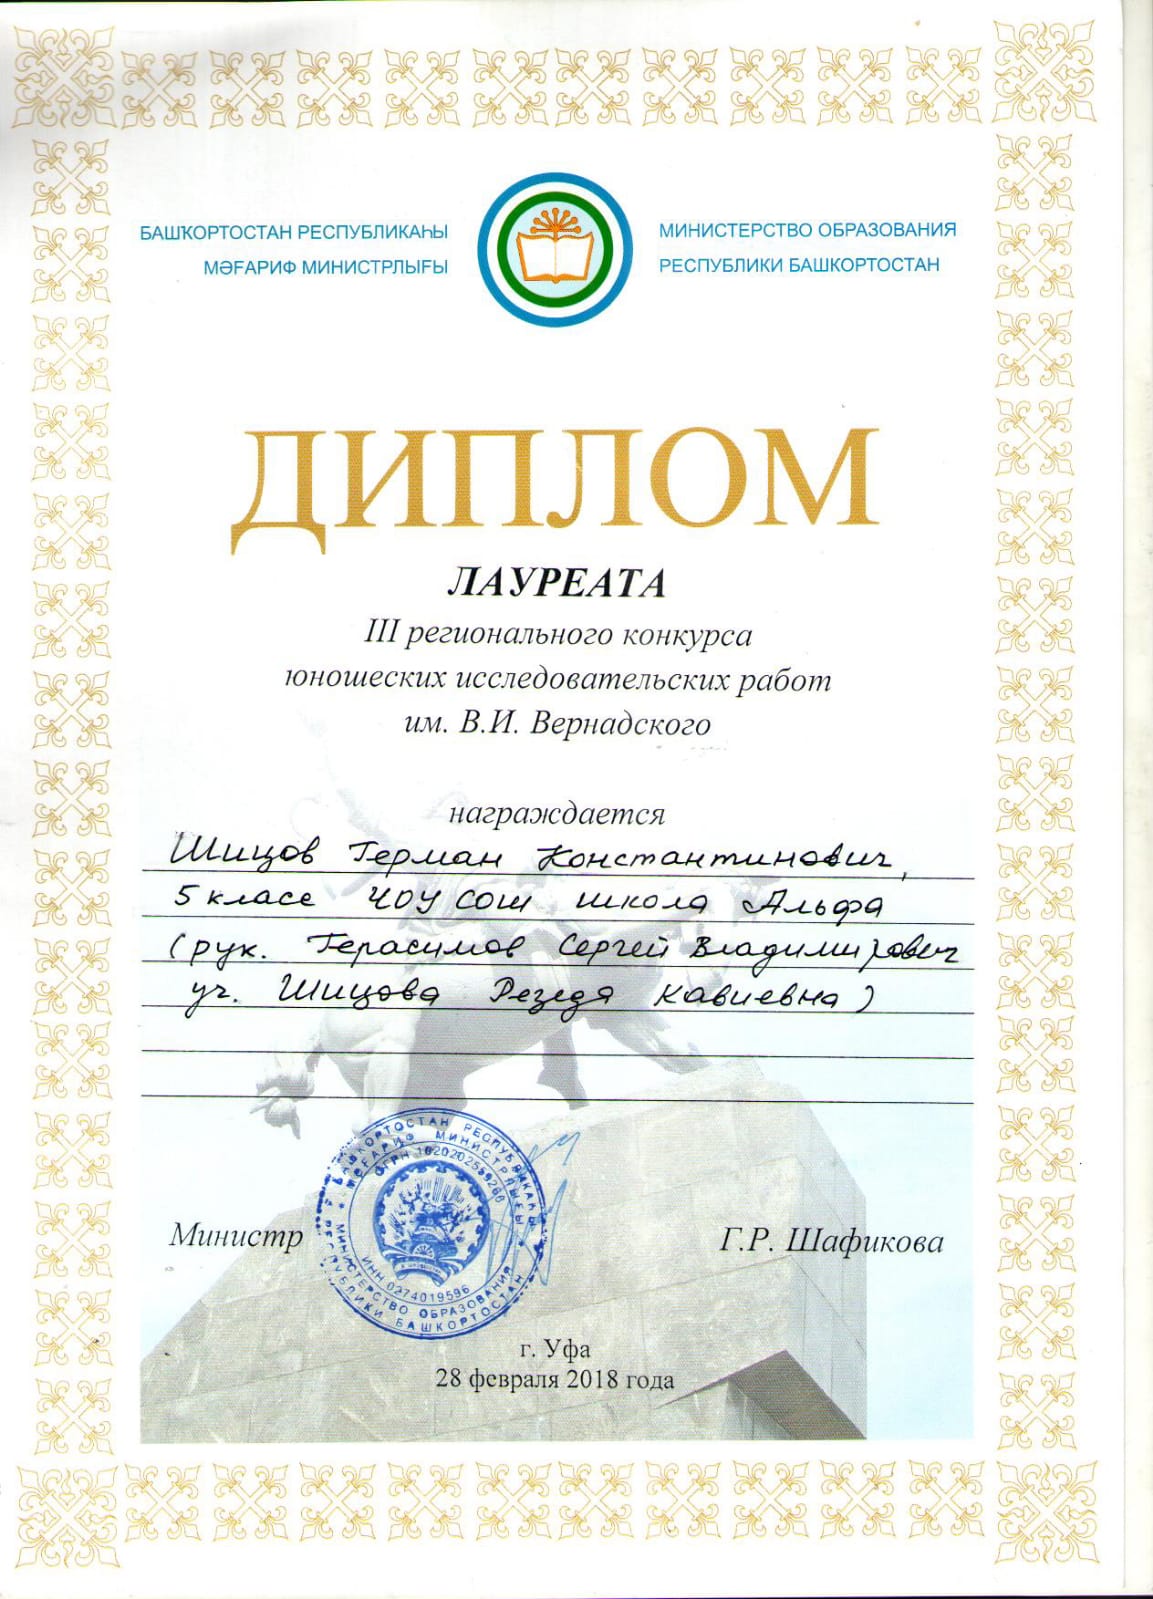 БАШҠОРТОСТАН РЕСПУБЛИКАҺЫ
МӘҒАРИФ МИНИСТРЛЫҒЫ
МИНИСТЕРСТВО ОБРАЗОВАНИЯ
РЕСПУБЛИКИ БАШКОРТОСТАН
ДИПЛОМ
ЛАУРЕАТА
III регионального конкурса
юношеских исследовательских работ
им. В.И. Вернадского
награждается
Шицов Герман Константинович,
5 класс ЧОУ СОШ школа Альфа
(рук. Герасимов Сергей Владимирович
уч. Шицова Резеда Кавиевна)
Министр
Г.Р. Шафикова
БАШКОРТОСТАН РЕСПУБЛИКАҺЫ
МӘҒАРИФ МИНИСТРЛЫҒЫ
ОГРН 1020202559260
ИНН 0274019596
МИНИСТЕРСТВО ОБРАЗОВАНИЯ
РЕСПУБЛИКИ БАШКОРТОСТАН
г. Уфа
28 февраля 2018 года